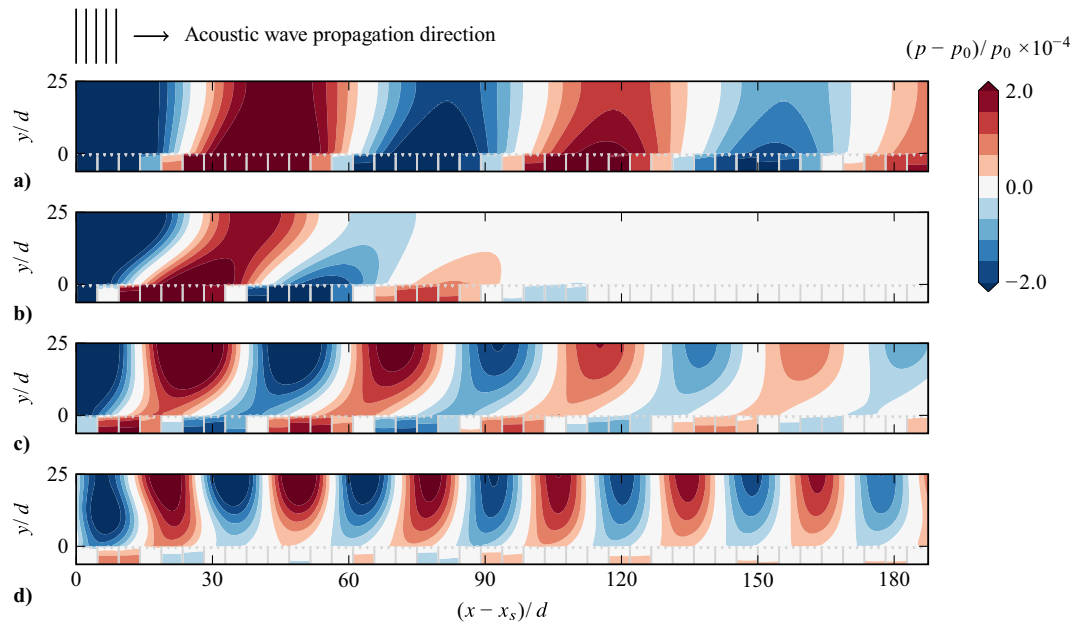 Acoustic wave propagation direction
(p − p₀)/ p₀ ×10⁻⁴
25
y/ d
0
a)
2.0
0.0
−2.0
25
y/ d
0
b)
25
y/ d
0
c)
25
y/ d
0
d)
0 30 60 90 120 150 180
(x − xₛ)/ d